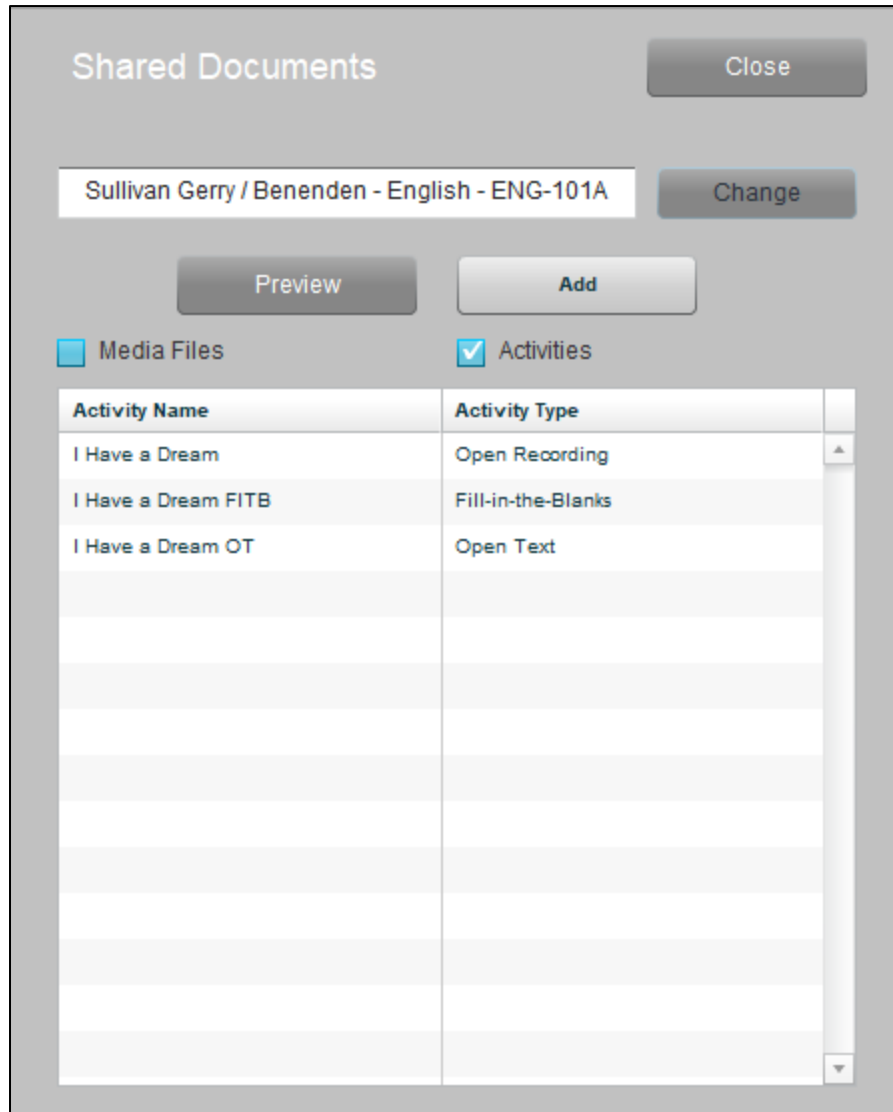 Shared Documents
Close
Sullivan Gerry / Benenden - English - ENG-101A
Change
Preview
Add
Media Files
Activities
Activity Name
Activity Type
I Have a Dream
Open Recording
I Have a Dream FITB
Fill-in-the-Blanks
I Have a Dream OT
Open Text